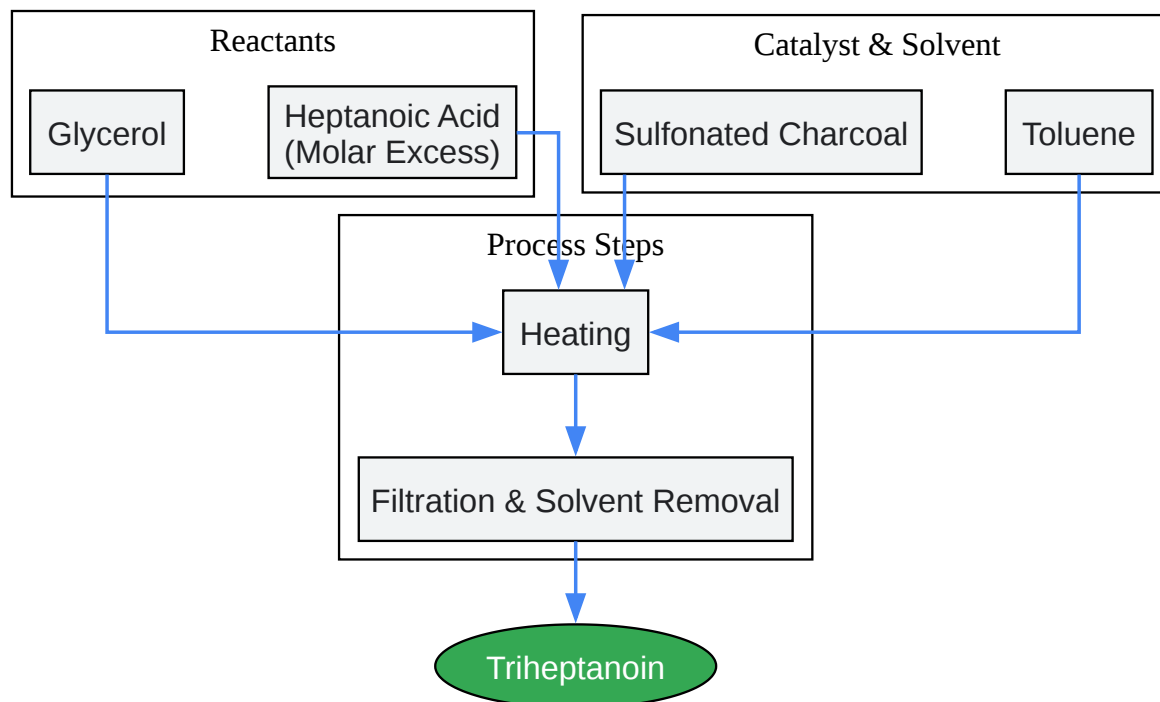 Reactants
Catalyst & Solvent
Glycerol
Heptanoic Acid
(Molar Excess)
Sulfonated Charcoal
Toluene
Process Steps
Heating
Filtration & Solvent Removal
Triheptanoin